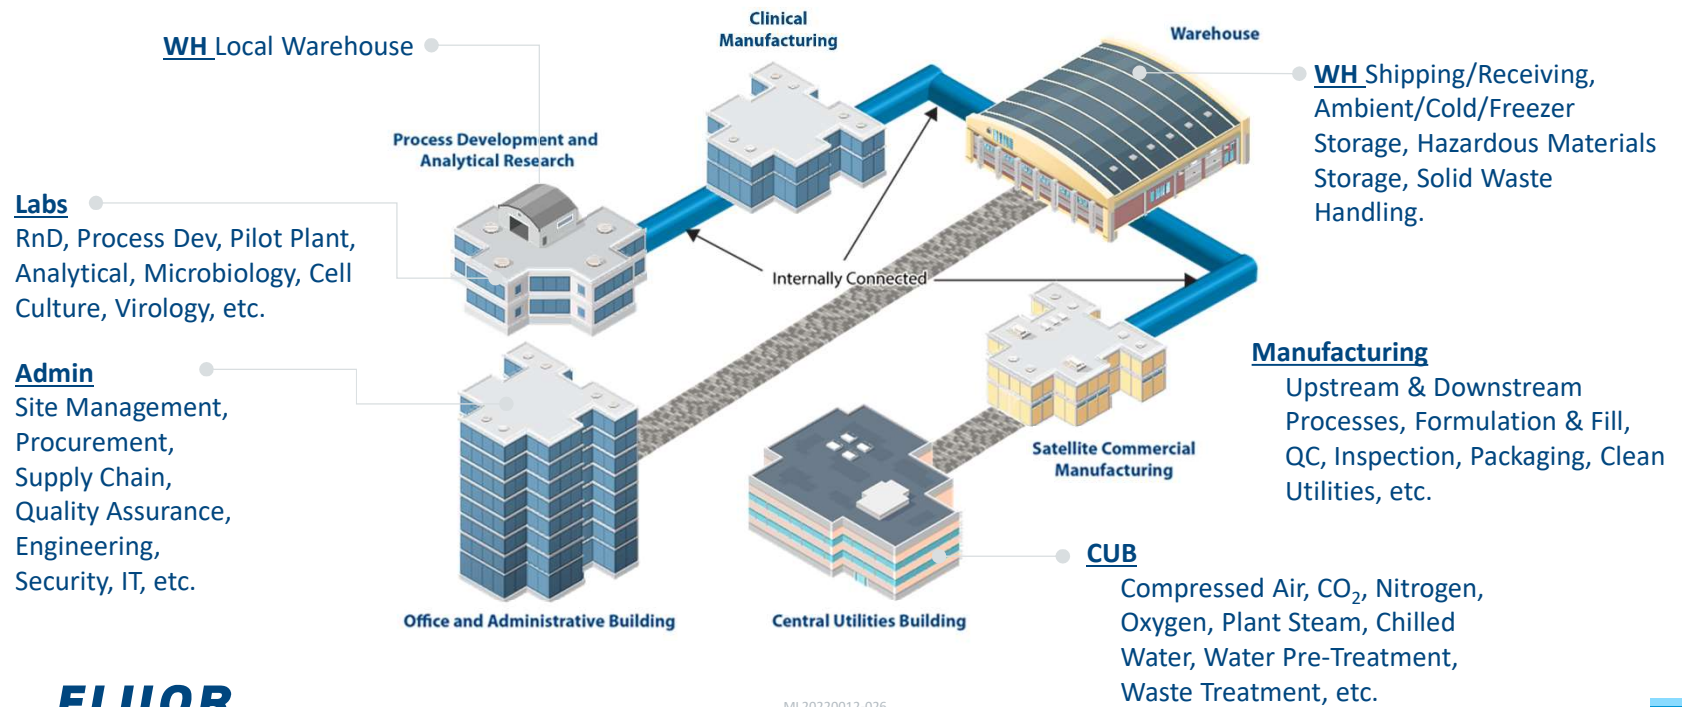 WH Local Warehouse
Clinical
Manufacturing
Warehouse
WH Shipping/Receiving,
Ambient/Cold/Freezer
Storage, Hazardous Materials
Storage, Solid Waste
Handling.
Process Development and
Analytical Research
Labs
RnD, Process Dev, Pilot Plant,
Analytical, Microbiology, Cell
Culture, Virology, etc.
Internally Connected
Admin
Site Management,
Procurement,
Supply Chain,
Quality Assurance,
Engineering,
Security, IT, etc.
Manufacturing
Upstream & Downstream
Processes, Formulation & Fill,
QC, Inspection, Packaging, Clean
Utilities, etc.
Satellite Commercial
Manufacturing
CUB
Compressed Air, CO₂, Nitrogen,
Oxygen, Plant Steam, Chilled
Water, Water Pre-Treatment,
Waste Treatment, etc.
Office and Administrative Building
Central Utilities Building
FLUOR
ML20220012-026